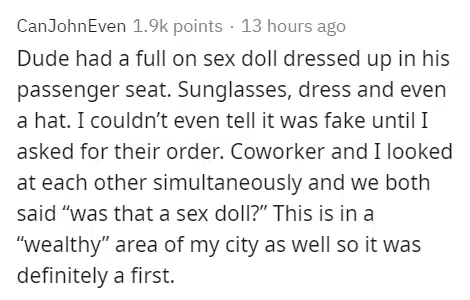 CanJohnEven 1.9k points · 13 hours ago
Dude had a full on sex doll dressed up in his
passenger seat. Sunglasses, dress and even
a hat. I couldn’t even tell it was fake until I
asked for their order. Coworker and I looked
at each other simultaneously and we both
said “was that a sex doll?” This is in a
“wealthy” area of my city as well so it was
definitely a first.